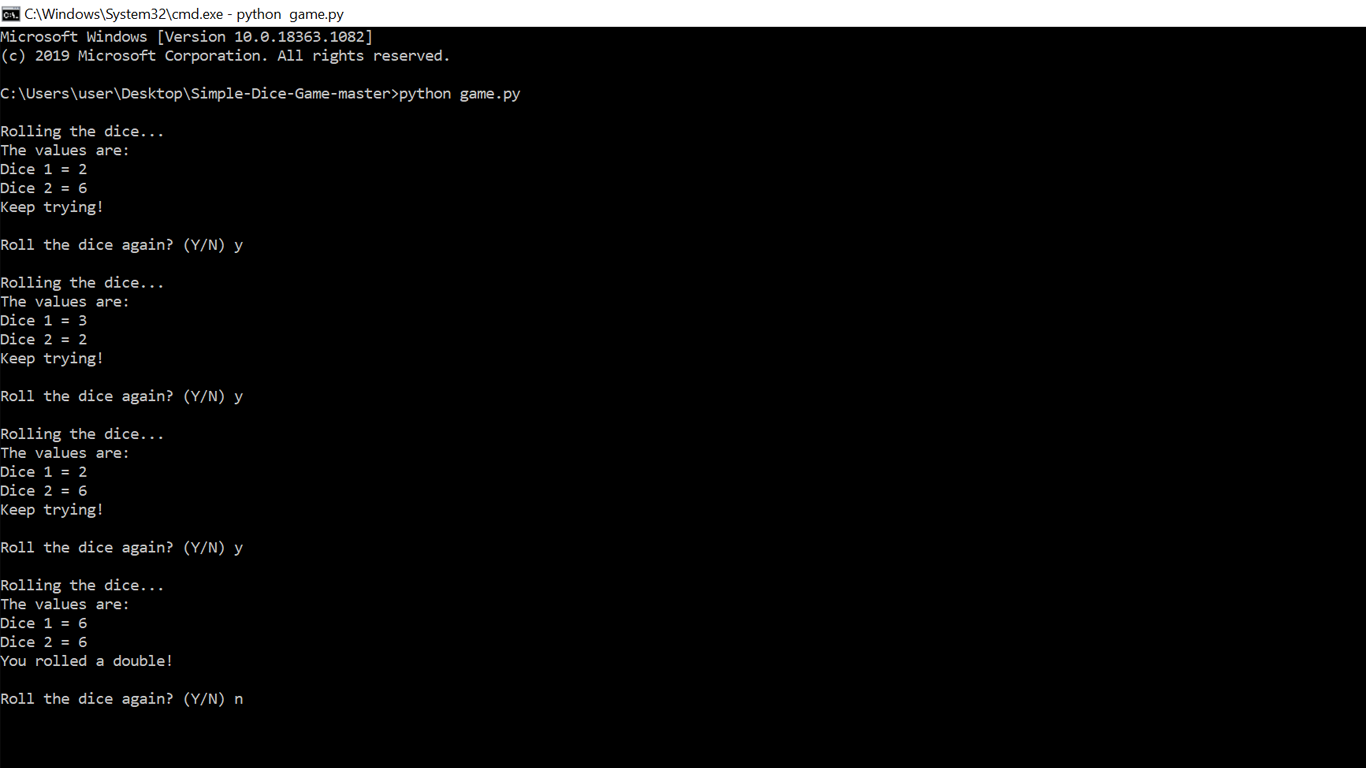 C:\Windows\System32\cmd.exe - python  game.py
Microsoft Windows [Version 10.0.18363.1082]
(c) 2019 Microsoft Corporation. All rights reserved.
C:\Users\user\Desktop\Simple-Dice-Game-master>python game.py
Rolling the dice...
The values are:
Dice 1 = 2
Dice 2 = 6
Keep trying!
Roll the dice again? (Y/N) y
Rolling the dice...
The values are:
Dice 1 = 3
Dice 2 = 2
Keep trying!
Roll the dice again? (Y/N) y
Rolling the dice...
The values are:
Dice 1 = 2
Dice 2 = 6
Keep trying!
Roll the dice again? (Y/N) y
Rolling the dice...
The values are:
Dice 1 = 6
Dice 2 = 6
You rolled a double!
Roll the dice again? (Y/N) n